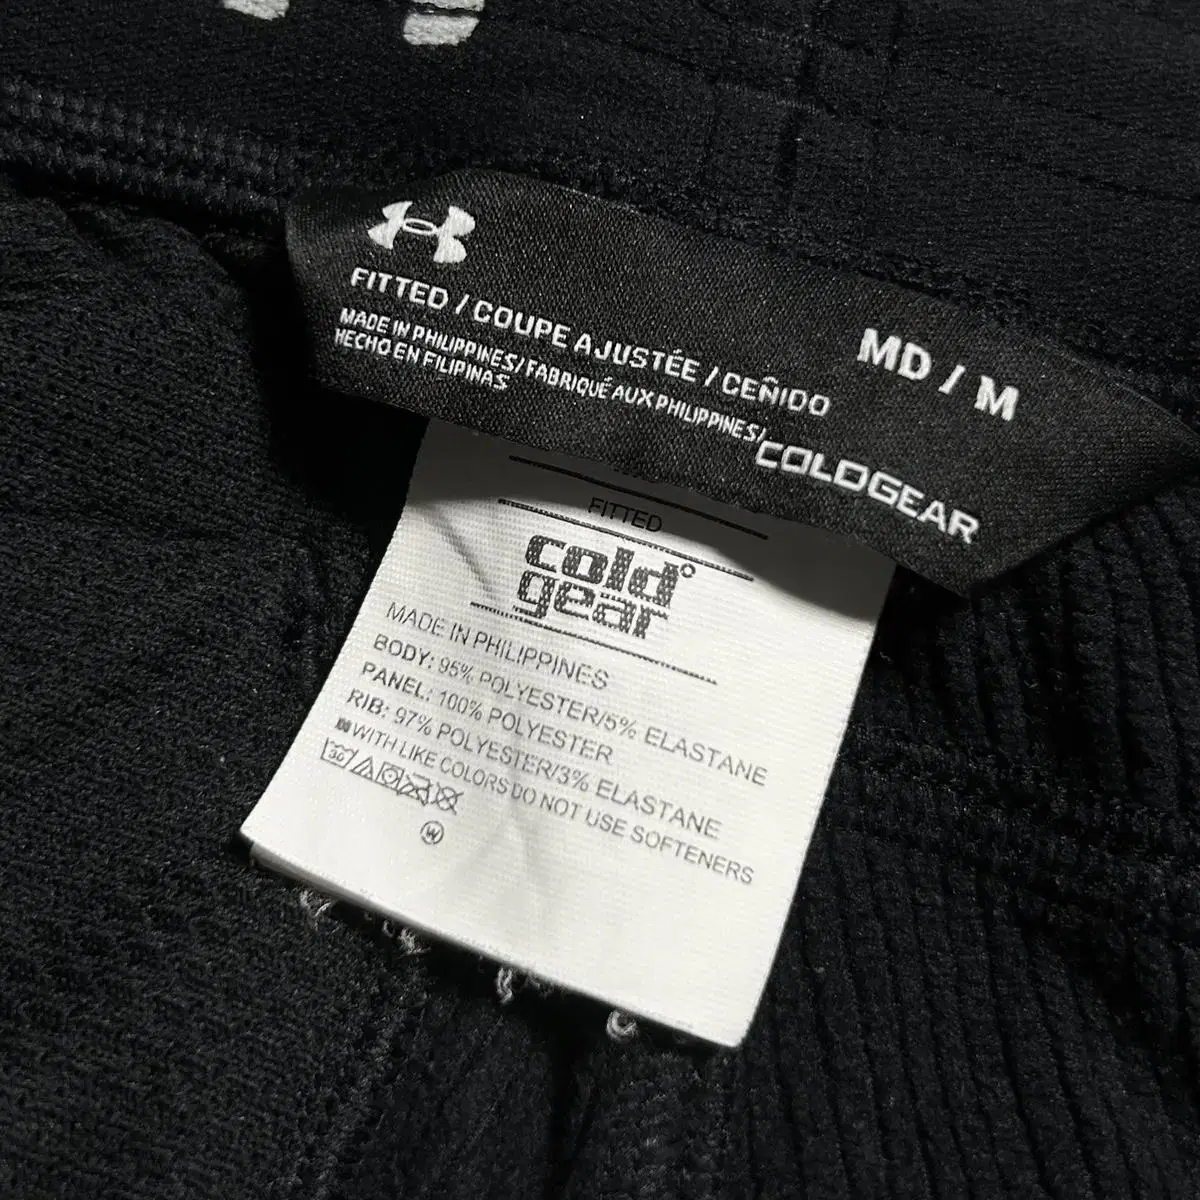 FITTED / COUPE AJUSTÉE / CEÑIDO
MD / M
MADE IN PHILIPPINES/ FABRIQUÉ AUX PHILIPPINES/
HECHO EN FILIPINAS
COLDGEAR
FITTED
cold
gear
MADE IN PHILIPPINES
BODY: 95% POLYESTER/5% ELASTANE
PANEL: 100% POLYESTER
RIB: 97% POLYESTER/3% ELASTANE
WITH LIKE COLORS DO NOT USE SOFTENERS
30
W